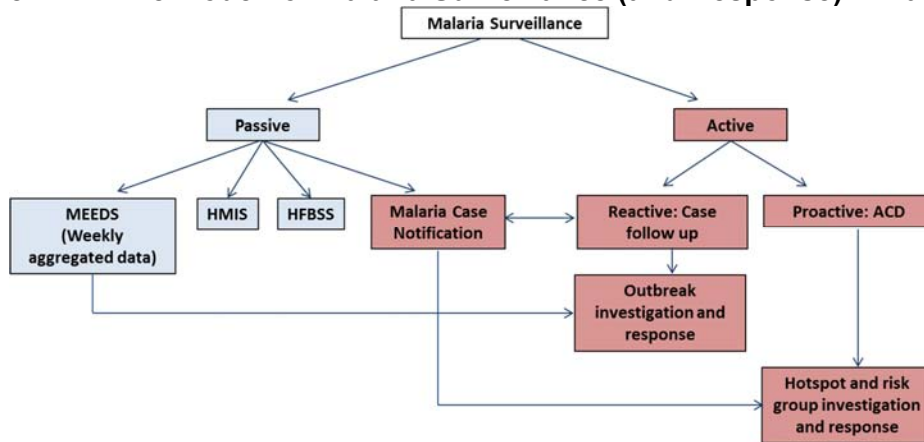 Malaria Surveillance
Passive
Active
MEEDS
(Weekly
aggregated data)
HMIS
HFBSS
Malaria Case
Notification
Reactive: Case
follow up
Proactive: ACD
Outbreak
investigation and
response
Hotspot and risk
group investigation
and response